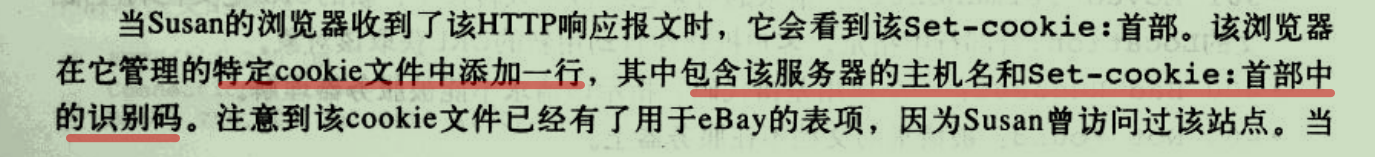 当Susan的浏览器收到了该HTTP响应报文时，它会看到该Set-cookie:首部。该浏览器
在它管理的特定cookie文件中添加一行，其中包含该服务器的主机名和Set-cookie:首部中
的识别码。注意到该cookie文件已经有了用于eBay的表项，因为Susan曾访问过该站点。当